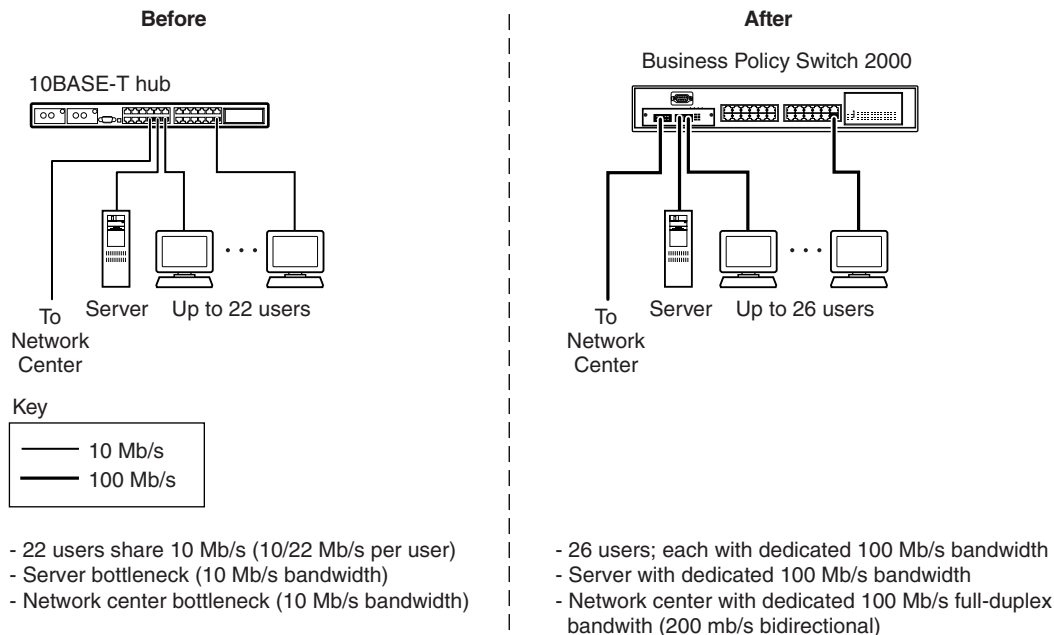 Before
10BASE-T hub
Server
Up to 22 users
To
Network
Center
Key
10 Mb/s
100 Mb/s
- 22 users share 10 Mb/s (10/22 Mb/s per user)
- Server bottleneck (10 Mb/s bandwidth)
- Network center bottleneck (10 Mb/s bandwidth)
After
Business Policy Switch 2000
Server
Up to 26 users
To
Network
Center
- 26 users; each with dedicated 100 Mb/s bandwidth
- Server with dedicated 100 Mb/s bandwidth
- Network center with dedicated 100 Mb/s full-duplex
bandwith (200 mb/s bidirectional)